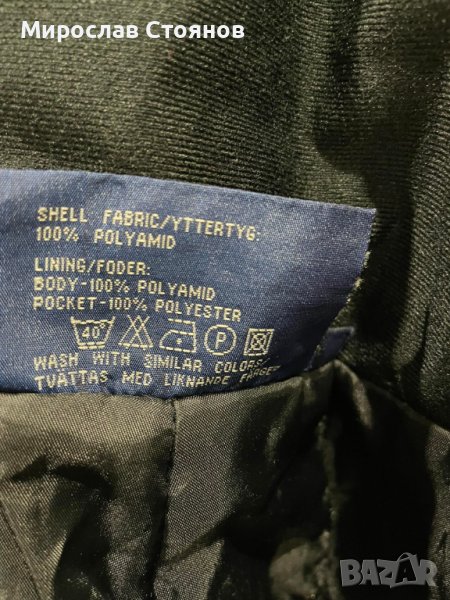 Мирослав Стоянов
SHELL FABRIC/YTTERTYG:
100% POLYAMID
LINING/FODER:
BODY-100% POLYAMID
POCKET-100% POLYESTER
40° P
WASH WITH SIMILAR COLORS/
TVÄTTAS MED LIKNANDE FÄRGER
BAZAR